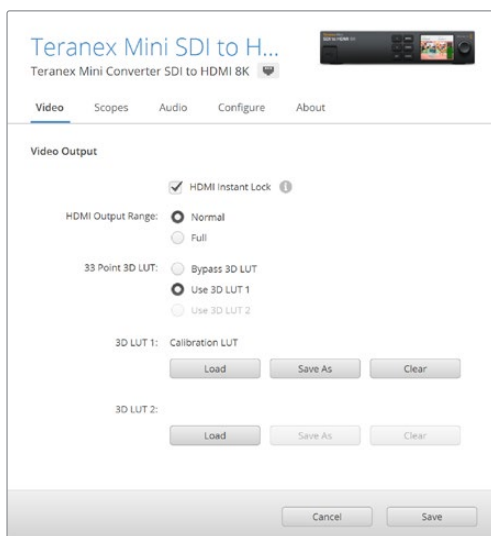 Teranex Mini SDI to H...
Teranex Mini Converter SDI to HDMI 8K
Video Scopes Audio Configure About
Video Output
HDMI Instant Lock
HDMI Output Range: Normal
Full
33 Point 3D LUT: Bypass 3D LUT
Use 3D LUT 1
Use 3D LUT 2
3D LUT 1: Calibration LUT
Load Save As Clear
3D LUT 2:
Load Save As Clear
Cancel Save